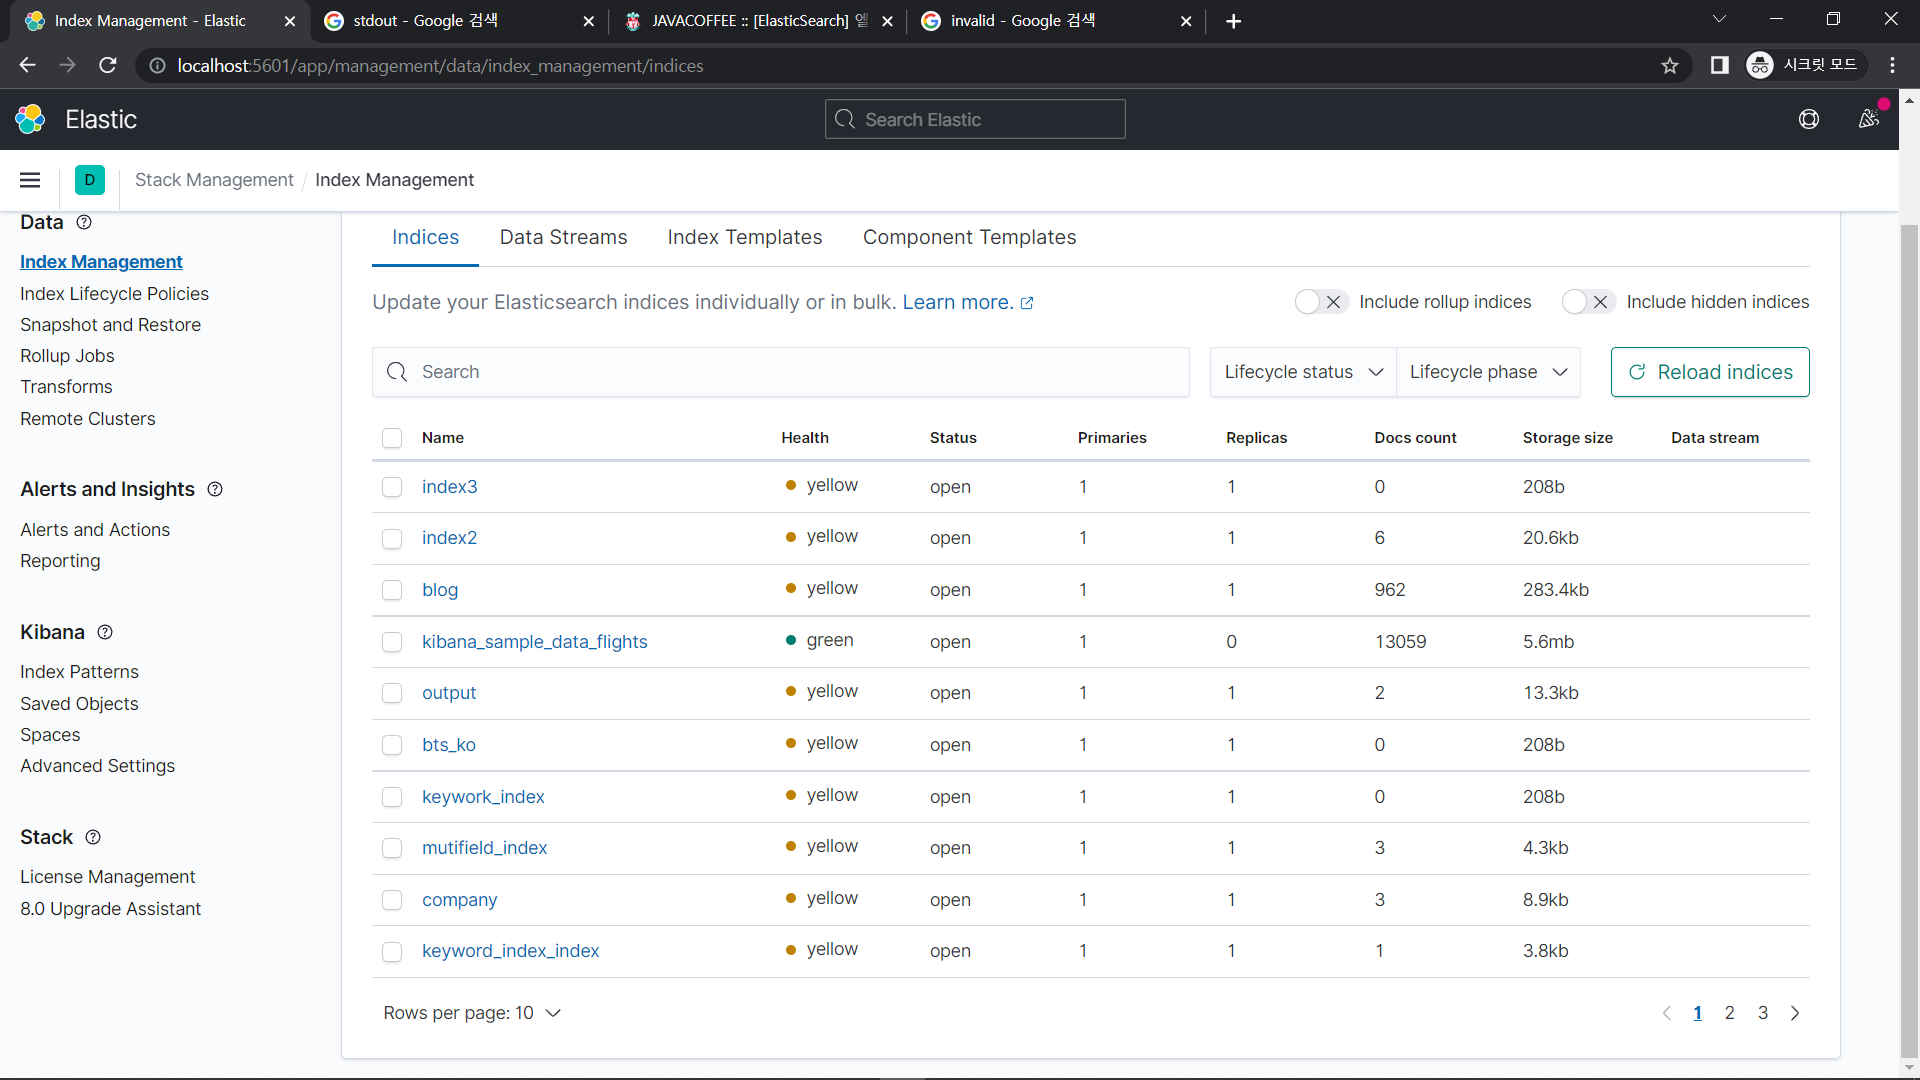 Index Management - Elastic
stdout - Google 검색
JAVACOFFEE :: [ElasticSearch] 엘
invalid - Google 검색
localhost:5601/app/management/data/index_management/indices
시크릿 모드
Elastic
Search Elastic
D
Stack Management / Index Management
Data
Index Management
Index Lifecycle Policies
Snapshot and Restore
Rollup Jobs
Transforms
Remote Clusters
Alerts and Insights
Alerts and Actions
Reporting
Kibana
Index Patterns
Saved Objects
Spaces
Advanced Settings
Stack
License Management
8.0 Upgrade Assistant
Indices Data Streams Index Templates Component Templates
Update your Elasticsearch indices individually or in bulk. Learn more.
Include rollup indices
Include hidden indices
Search
Lifecycle status
Lifecycle phase
Reload indices
Name Health Status Primaries Replicas Docs count Storage size Data stream
index3 yellow open 1 1 0 208b
index2 yellow open 1 1 6 20.6kb
blog yellow open 1 1 962 283.4kb
kibana_sample_data_flights green open 1 0 13059 5.6mb
output yellow open 1 1 2 13.3kb
bts_ko yellow open 1 1 0 208b
keywork_index yellow open 1 1 0 208b
mutifield_index yellow open 1 1 3 4.3kb
company yellow open 1 1 3 8.9kb
keyword_index_index yellow open 1 1 1 3.8kb
Rows per page: 10
1 2 3